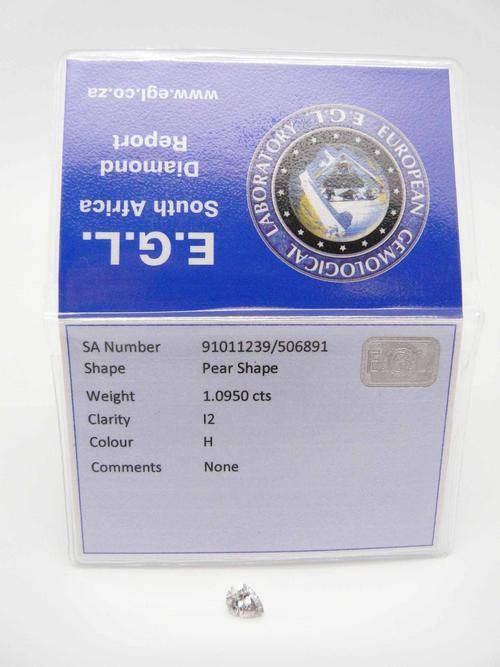 E.G.L.
South Africa
Diamond
Report
www.egl.co.za
EUROPEAN GEMOLOGICAL LABORATORY
E.G.L.
SA Number 91011239/506891
Shape Pear Shape
Weight 1.0950 cts
Clarity I2
Colour H
Comments None
EGL